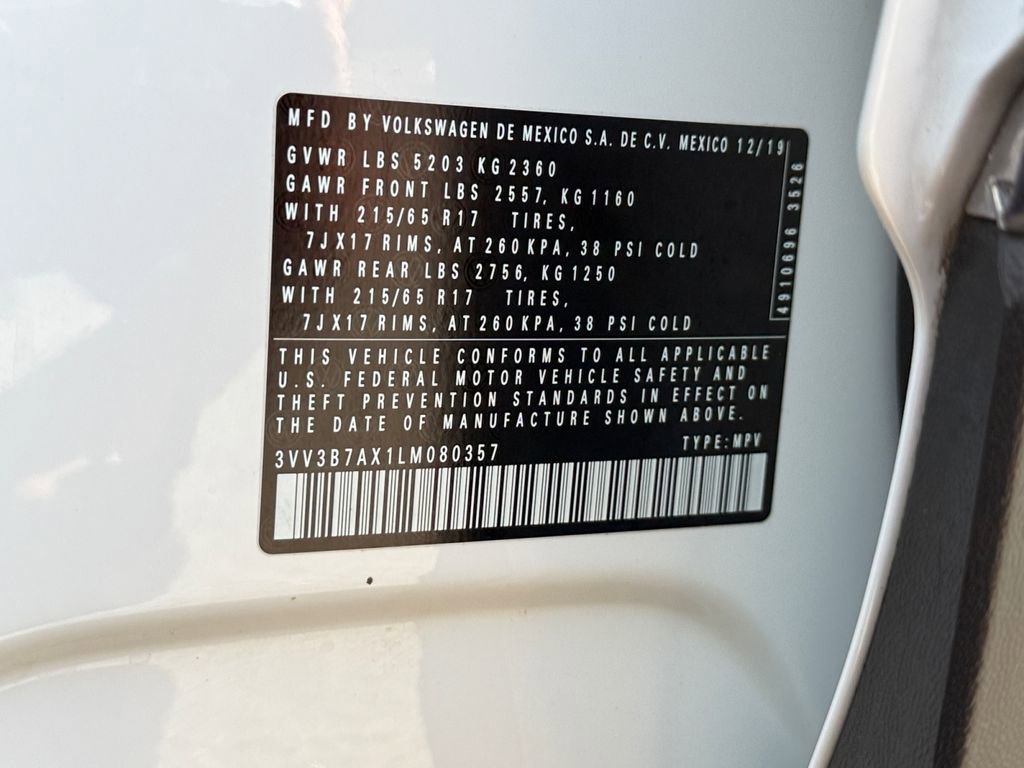 MFD BY VOLKSWAGEN DE MEXICO S.A. DE C.V. MEXICO 12/19
GVWR LBS 5203 KG 2360
GAWR FRONT LBS 2557, KG 1160
WITH 215/65 R17 TIRES,
7JX17 RIMS, AT 260 KPA, 38 PSI COLD
GAWR REAR LBS 2756, KG 1250
WITH 215/65 R17 TIRES,
7JX17 RIMS, AT 260 KPA, 38 PSI COLD
4910696 3526
THIS VEHICLE CONFORMS TO ALL APPLICABLE
U.S. FEDERAL MOTOR VEHICLE SAFETY AND
THEFT PREVENTION STANDARDS IN EFFECT ON
THE DATE OF MANUFACTURE SHOWN ABOVE.
3VV3B7AX1LM080357 TYPE: MPV